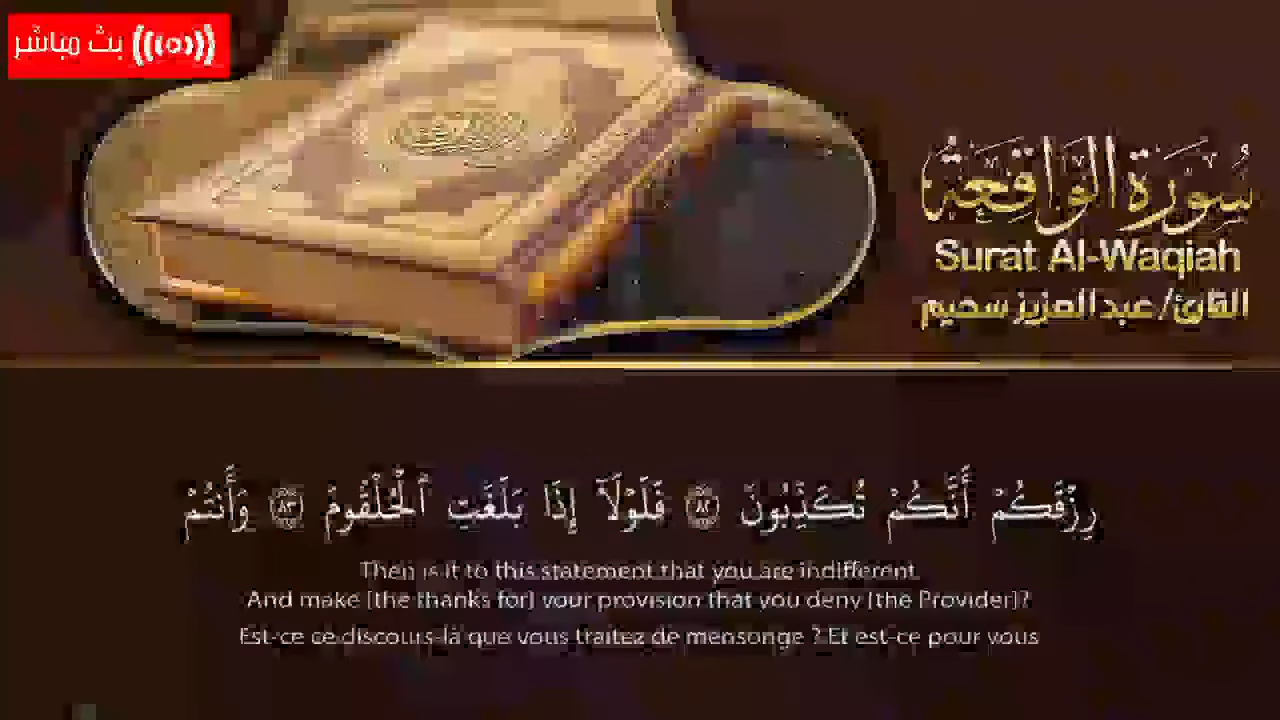 بث مباشر
سُورَةُ الوَاقِعَةِ
Surat Al-Waqiah
القارئ/عبد العزيز سحيم
رِزْقَكُمْ أَنَّكُمْ تُكَذِّبُونَ ٨٢ فَلَوْلَآ إِذَا بَلَغَتِ ٱلْحُلْقُومَ ٨٣ وَأَنتُمْ
Then is it to this statement that you are indifferent
And make [the thanks for] your provision that you deny [the Provider]?
Est-ce ce discours-là que vous traitez de mensonge ? Et est-ce pour vous